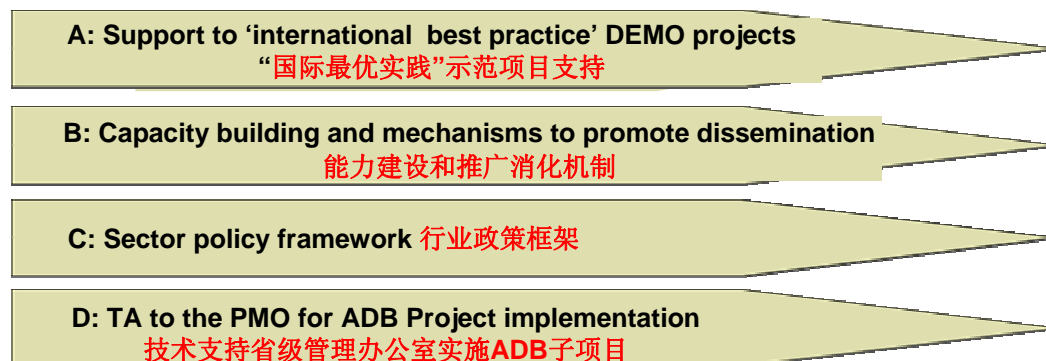 A: Support to ‘international best practice’ DEMO projects
“国际最优实践”示范项目支持
B: Capacity building and mechanisms to promote dissemination
能力建设和推广消化机制
C: Sector policy framework 行业政策框架
D: TA to the PMO for ADB Project implementation
技术支持省级管理办公室实施ADB子项目